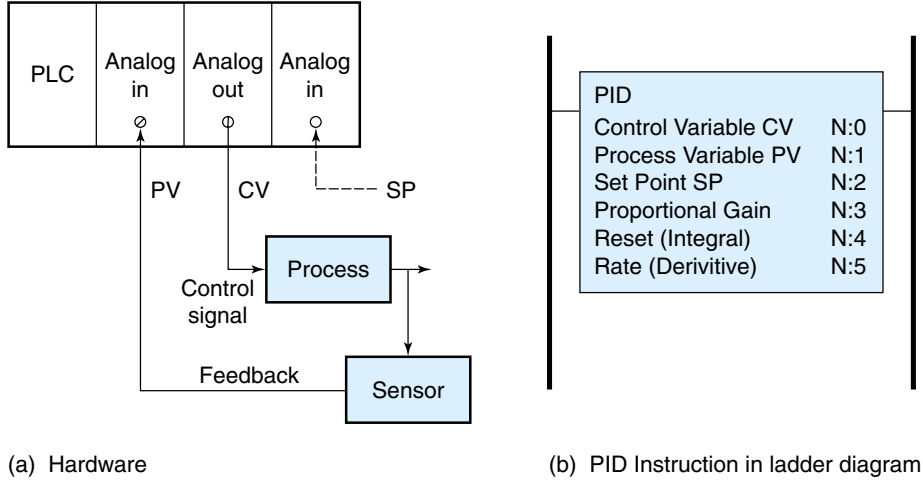 PLC
Analog
in
Analog
out
Analog
in
PV
CV
SP
Process
Control
signal
Feedback
Sensor
(a) Hardware
PID
Control Variable CV N:0
Process Variable PV N:1
Set Point SP N:2
Proportional Gain N:3
Reset (Integral) N:4
Rate (Derivitive) N:5
(b) PID Instruction in ladder diagram